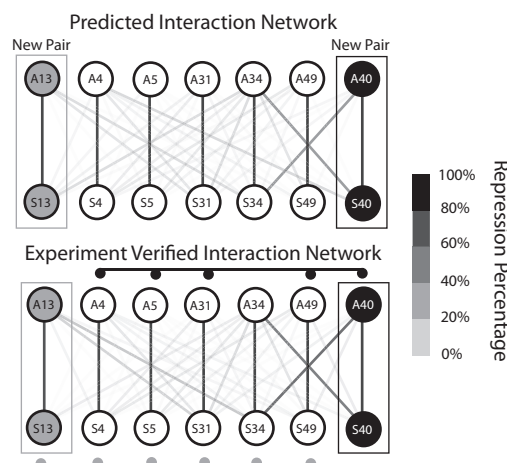 Predicted Interaction Network
New Pair New Pair
A13 A4 A5 A31 A34 A49 A40
S13 S4 S5 S31 S34 S49 S40
Experiment Verified Interaction Network
A13 A4 A5 A31 A34 A49 A40
S13 S4 S5 S31 S34 S49 S40
100%
80%
60%
40%
20%
0%
Repression Percentage